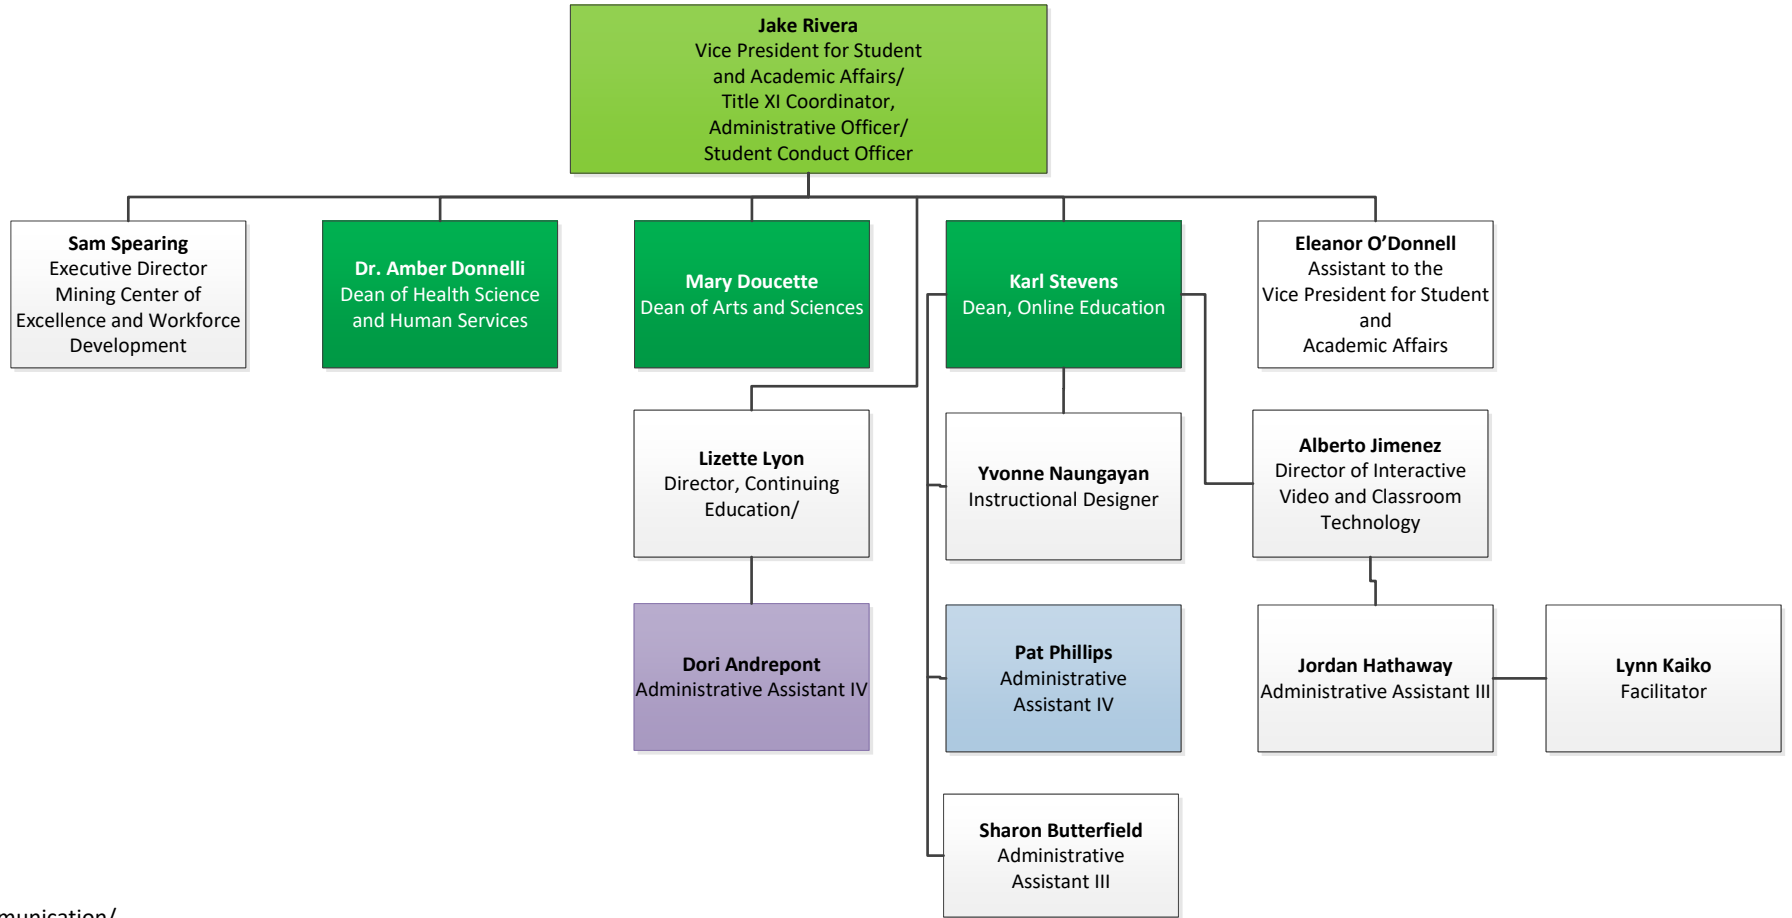 Jake Rivera
Vice President for Student
and Academic Affairs/
Title XI Coordinator,
Administrative Officer/
Student Conduct Officer
Sam Spearing
Executive Director
Mining Center of
Excellence and Workforce
Development
Dr. Amber Donnelli
Dean of Health Science
and Human Services
Mary Doucette
Dean of Arts and Sciences
Karl Stevens
Dean, Online Education
Eleanor O’Donnell
Assistant to the
Vice President for Student
and
Academic Affairs
Lizette Lyon
Director, Continuing
Education/
Yvonne Naungayan
Instructional Designer
Alberto Jimenez
Director of Interactive
Video and Classroom
Technology
Dori Andrepont
Administrative Assistant IV
Pat Phillips
Administrative
Assistant IV
Jordan Hathaway
Administrative Assistant III
Lynn Kaiko
Facilitator
Sharon Butterfield
Administrative
Assistant III